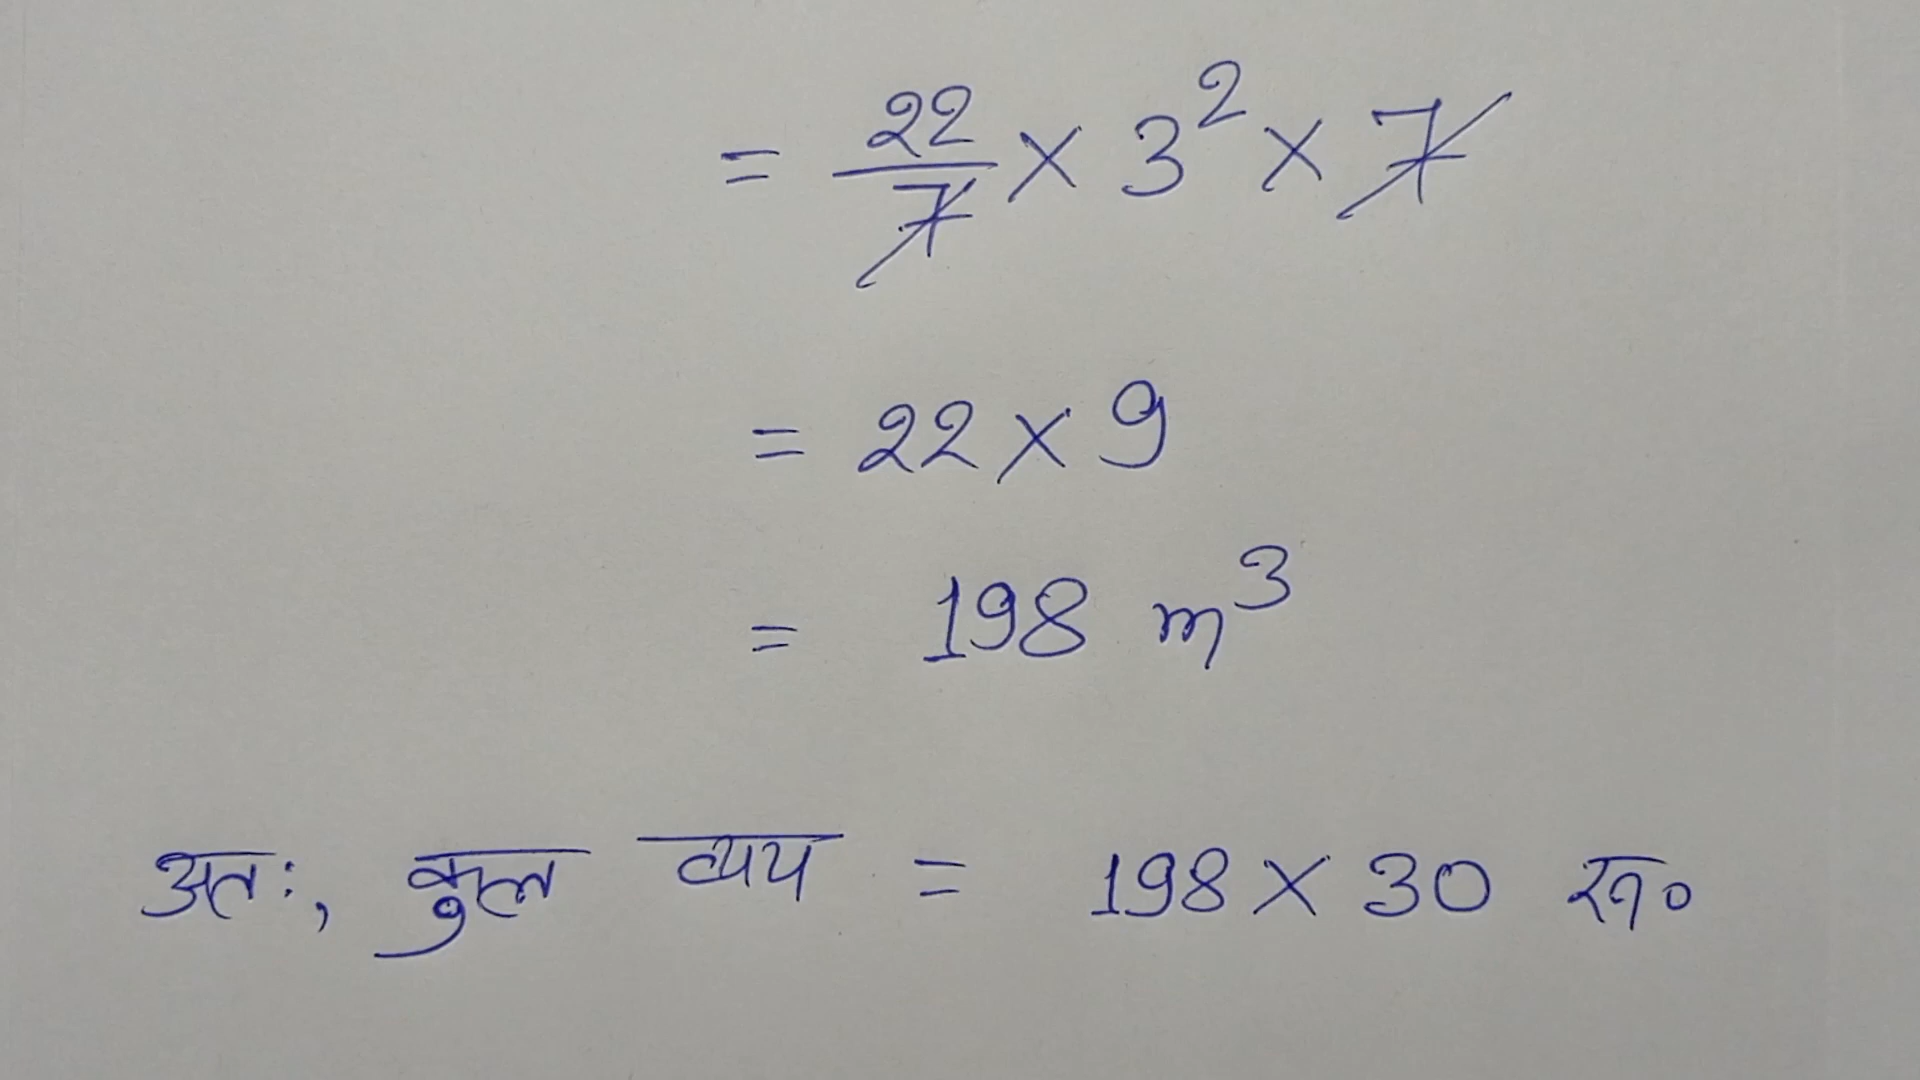 = 22/7 × 3² × 7
= 22 × 9
= 198 m³
अतः, कुल व्यय = 198 × 30 रु०